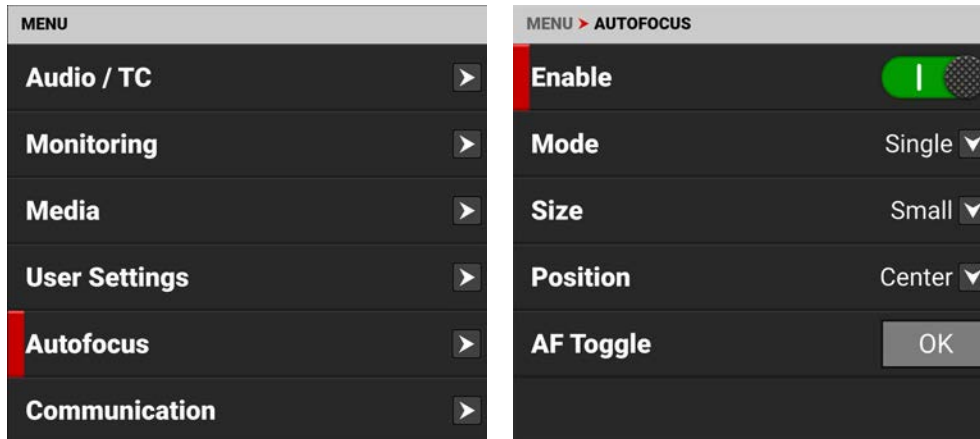 MENU
Audio / TC
Monitoring
Media
User Settings
Autofocus
Communication
MENU > AUTOFOCUS
Enable
Mode Single
Size Small
Position Center
AF Toggle OK